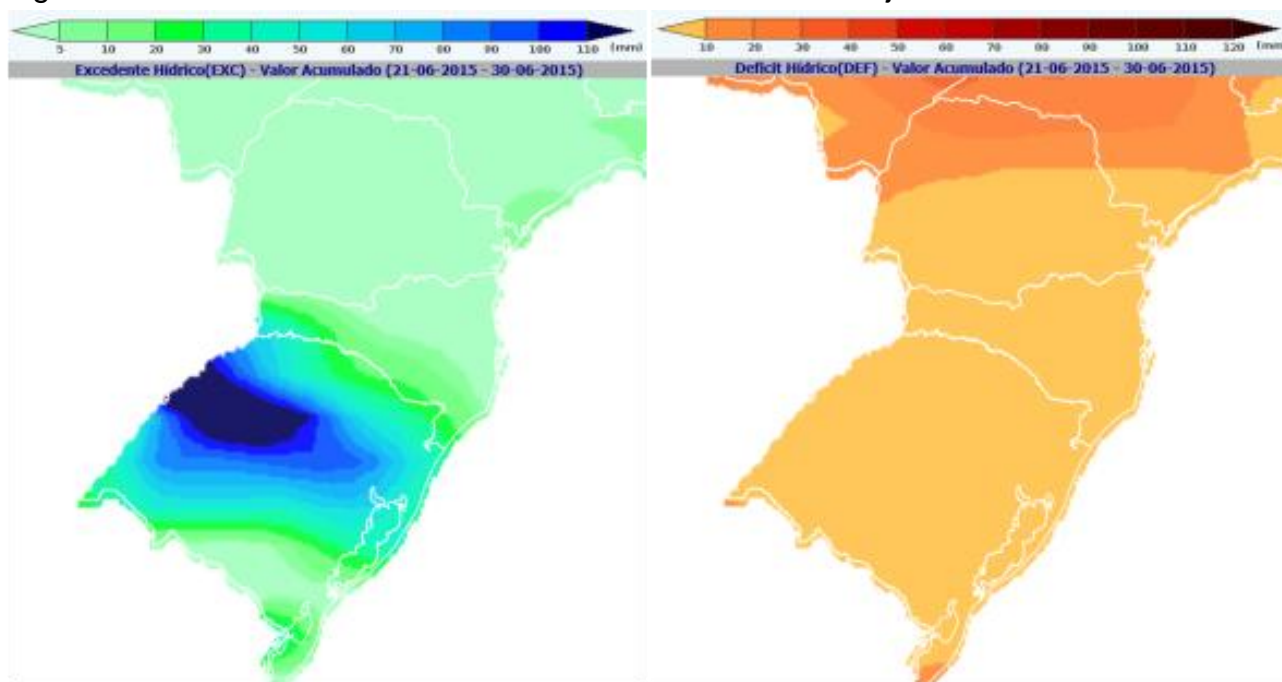 5 10 20 30 40 50 60 70 80 90 100 110 (mm)
Excedente Hídrico(EXC) - Valor Acumulado (21-06-2015 - 30-06-2015)
10 20 30 40 50 60 70 80 90 100 110 120 (mm)
Deficit Hídrico(DEF) - Valor Acumulado (21-06-2015 - 30-06-2015)